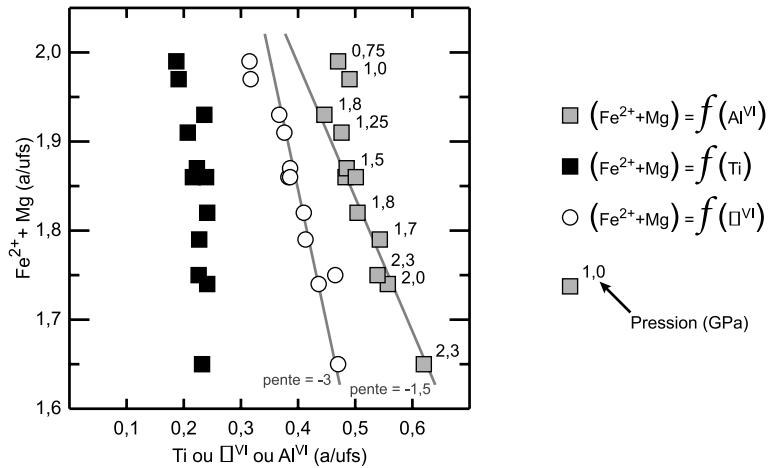 2,0
1,9
1,8
1,7
1,6
Fe²⁺+ Mg (a/ufs)
0,75
1,0
1,8
1,25
1,5
1,8
1,7
2,3
2,0
2,3
pente = -3
pente = -1,5
0,1 0,2 0,3 0,4 0,5 0,6
Ti ou □ⱽᴵ ou Alⱽᴵ (a/ufs)
(Fe²⁺+Mg) = f(Alⱽᴵ)
(Fe²⁺+Mg) = f(Ti)
(Fe²⁺+Mg) = f(□ⱽᴵ)
1,0
Pression (GPa)